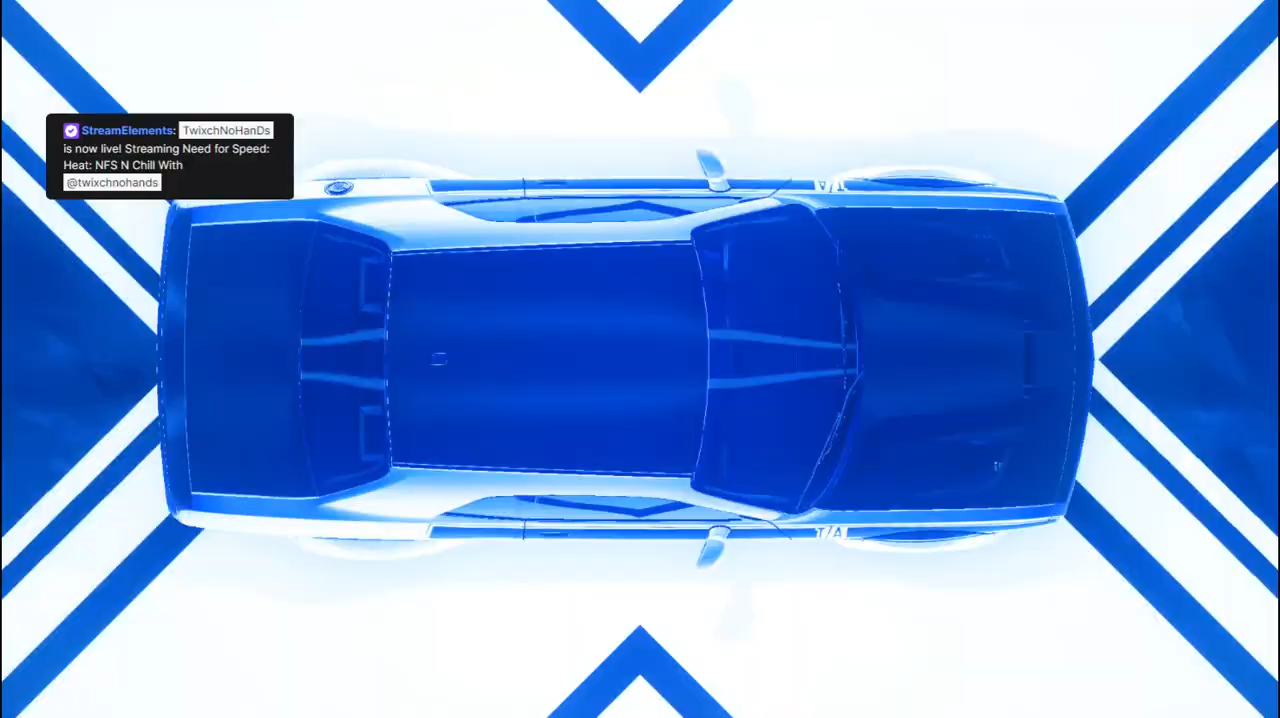 StreamElements: TwixchNoHanDs
is now live! Streaming Need for Speed:
Heat: NFS N Chill With
@twixchnohands
T/A
T/A